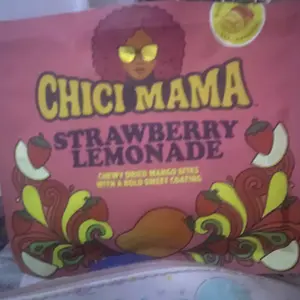 CHICI MAMA
STRAWBERRY
LEMONADE
CHEWY DRIED MANGO BITES
WITH A BOLD SWEET COATING